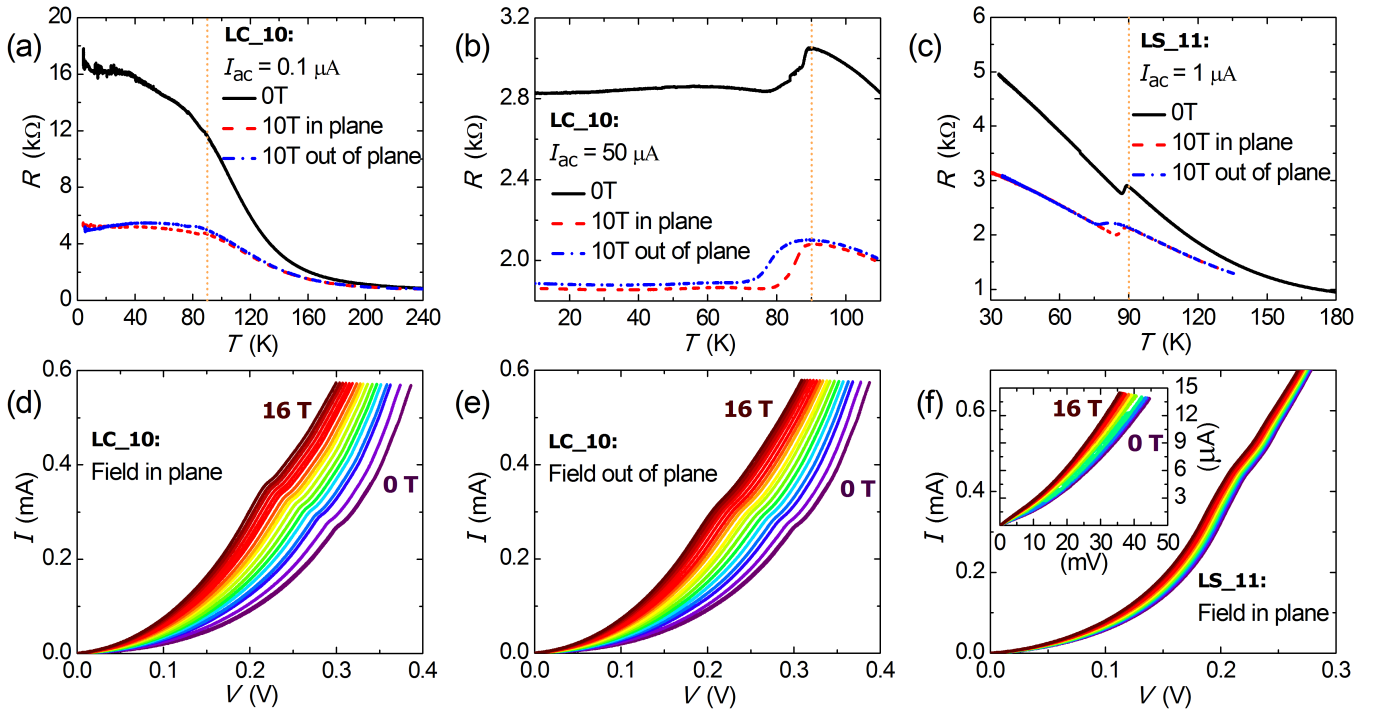 (a)
LC_10:
I_ac = 0.1 μA
0T
10T in plane
10T out of plane
R (kΩ)
20
16
12
8
4
0
0 40 80 120 160 200 240
T (K)
(b)
LC_10:
I_ac = 50 μA
0T
10T in plane
10T out of plane
R (kΩ)
3.2
2.8
2.4
2.0
20 40 60 80 100
T (K)
(c)
LS_11:
I_ac = 1 μA
0T
10T in plane
10T out of plane
R (kΩ)
6
5
4
3
2
1
30 60 90 120 150 180
T (K)
(d)
16 T
LC_10:
Field in plane
0 T
I (mA)
0.6
0.4
0.2
0.0
0.0 0.1 0.2 0.3 0.4
V (V)
(e)
16 T
LC_10:
Field out of plane
0 T
I (mA)
0.6
0.4
0.2
0.0
0.0 0.1 0.2 0.3 0.4
V (V)
(f)
16 T
0 T
15
12
9
6
3
(μA)
0 10 20 30 40 50
(mV)
LS_11:
Field in plane
I (mA)
0.6
0.4
0.2
0.0
0.0 0.1 0.2 0.3
V (V)